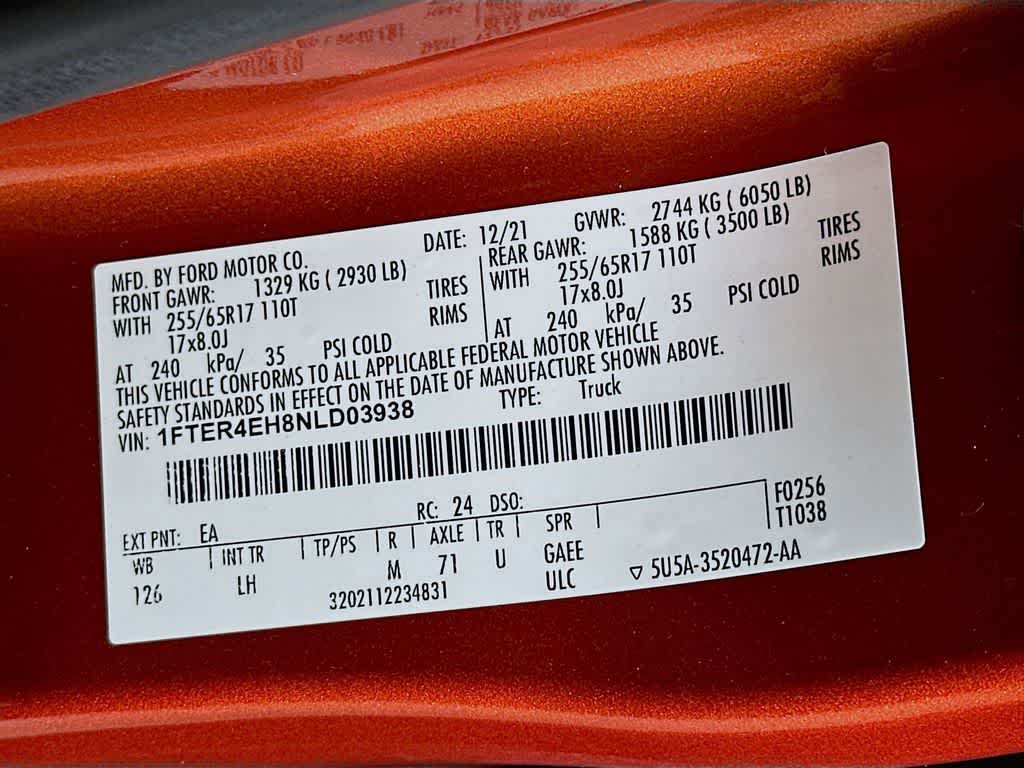 MFD. BY FORD MOTOR CO. DATE: 12/21 GVWR: 2744 KG ( 6050 LB)
FRONT GAWR: 1329 KG ( 2930 LB) REAR GAWR: 1588 KG ( 3500 LB)
WITH 255/65R17 110T TIRES WITH 255/65R17 110T TIRES
17x8.0J RIMS 17x8.0J RIMS
AT 240 kPa/ 35 PSI COLD AT 240 kPa/ 35 PSI COLD
THIS VEHICLE CONFORMS TO ALL APPLICABLE FEDERAL MOTOR VEHICLE
SAFETY STANDARDS IN EFFECT ON THE DATE OF MANUFACTURE SHOWN ABOVE.
VIN: 1FTER4EH8NLD03938 TYPE: Truck
F0256
T1038
EXT PNT: EA RC: 24 DSO:
WB INT TR TP/PS R AXLE TR SPR
126 LH M 71 U GAEE
3202112234831 ULC ▽ 5U5A-3520472-AA